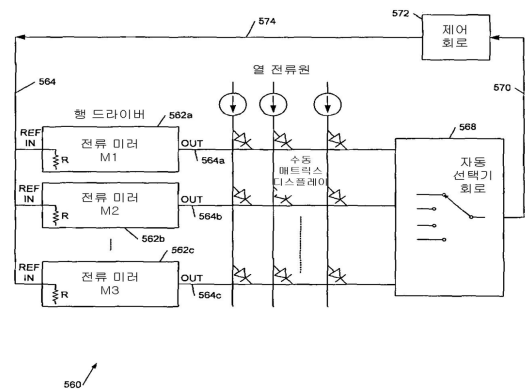 574
572
제어
회로
564
열 전류원
570
행 드라이버
562a
568
REF
IN
전류 미러
M1
R
OUT
564a
수동
매트릭스
디스플레이
자동
선택기
회로
REF
IN
전류 미러
M2
R
OUT
564b
562b
562c
REF
IN
전류 미러
M3
R
OUT
564c
560